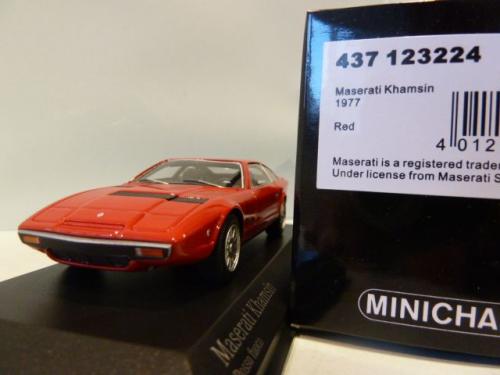 437 123224
Maserati Khamsin
1977
Red
4 012
Maserati is a registered trade
Under license from Maserati S
MINICHA
Maserati Khamsin